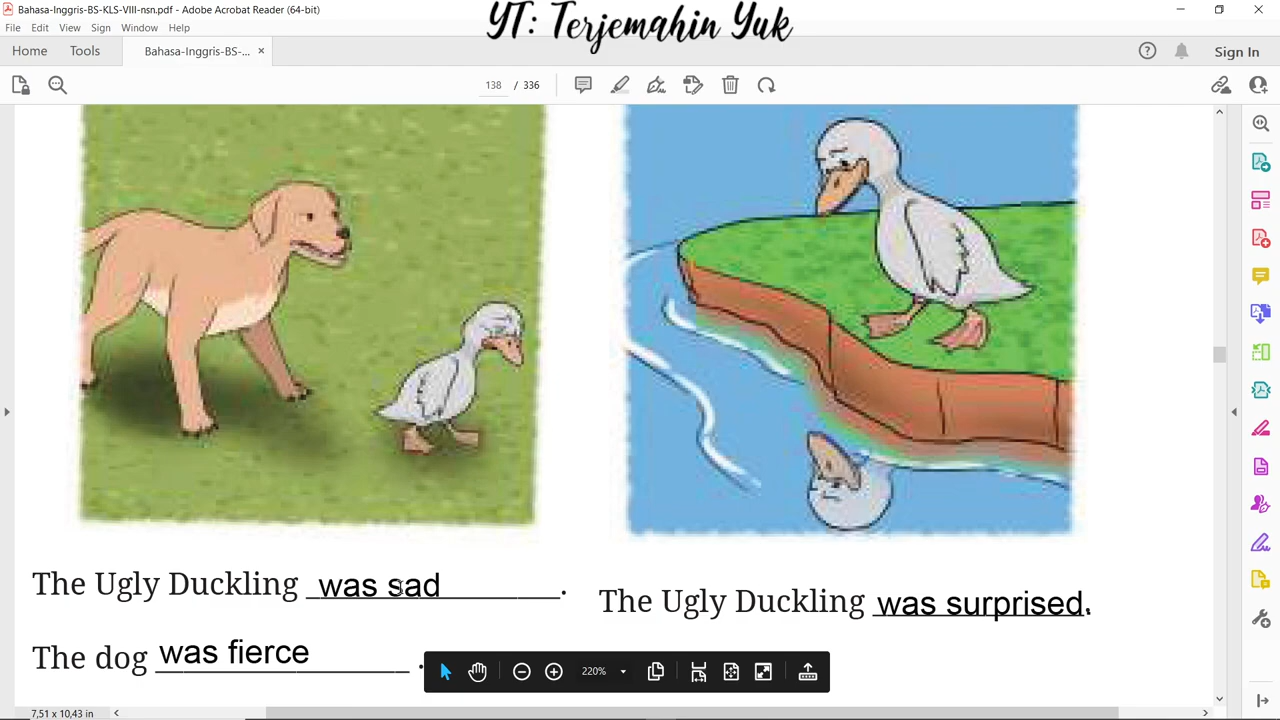 Bahasa-Inggris-BS-KLS-VIII-nsn.pdf - Adobe Acrobat Reader (64-bit)
YT: Terjemahin Yuk
File Edit View Sign Window Help
Home Tools Bahasa-Inggris-BS-... × Sign In
138 / 336
The Ugly Duckling was sad.
The Ugly Duckling was surprised.
The dog was fierce.
220%
7,51 x 10,43 in